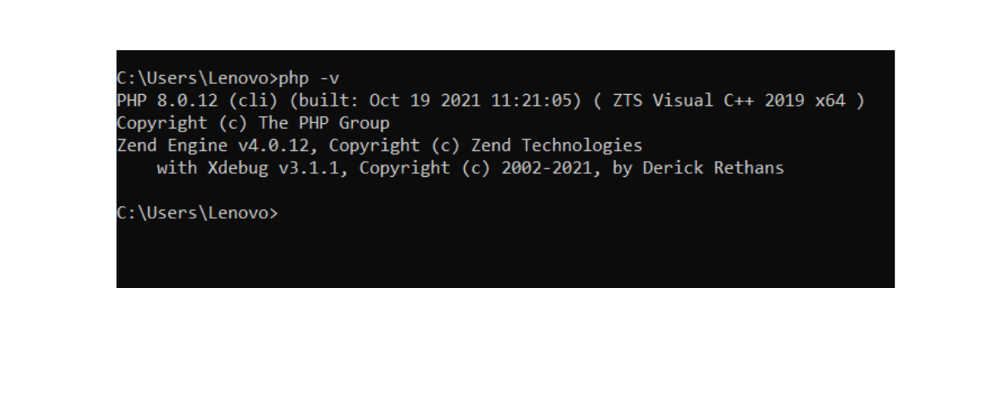 C:\Users\Lenovo>php -v
PHP 8.0.12 (cli) (built: Oct 19 2021 11:21:05) ( ZTS Visual C++ 2019 x64 )
Copyright (c) The PHP Group
Zend Engine v4.0.12, Copyright (c) Zend Technologies
    with Xdebug v3.1.1, Copyright (c) 2002-2021, by Derick Rethans
C:\Users\Lenovo>